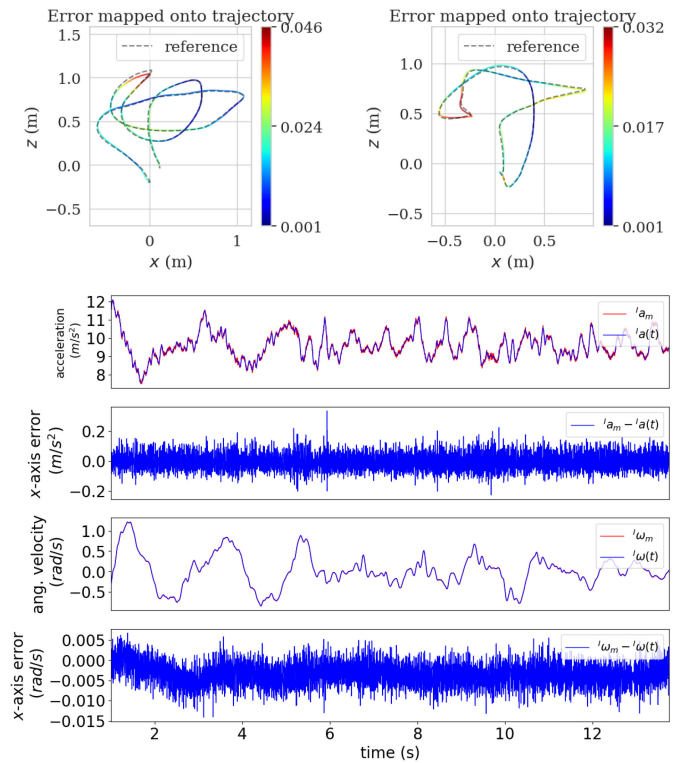 Error mapped onto trajectory
reference
1.5
1.0
0.5
0.0
−0.5
z (m)
0
1
x (m)
0.046
0.024
0.001
Error mapped onto trajectory
reference
1.0
0.5
0.0
−0.5
z (m)
−0.5
0.0
0.5
x (m)
0.032
0.017
0.001
acceleration
(m/s²)
12
11
10
9
8
ᴵaₘ
ᴵa(t)
x-axis error
(m/s²)
0.2
0.0
−0.2
ᴵaₘ − ᴵa(t)
ang. velocity
(rad/s)
1.0
0.5
0.0
−0.5
ᴵωₘ
ᴵω(t)
x-axis error
(rad/s)
0.005
0.000
−0.005
−0.010
−0.015
ᴵωₘ − ᴵω(t)
2
4
6
8
10
12
time (s)